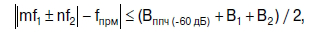 ||mf₁ ± nf₂| – fпрм| ≤ (Bппч (-60 дБ) + B₁ + B₂) / 2,